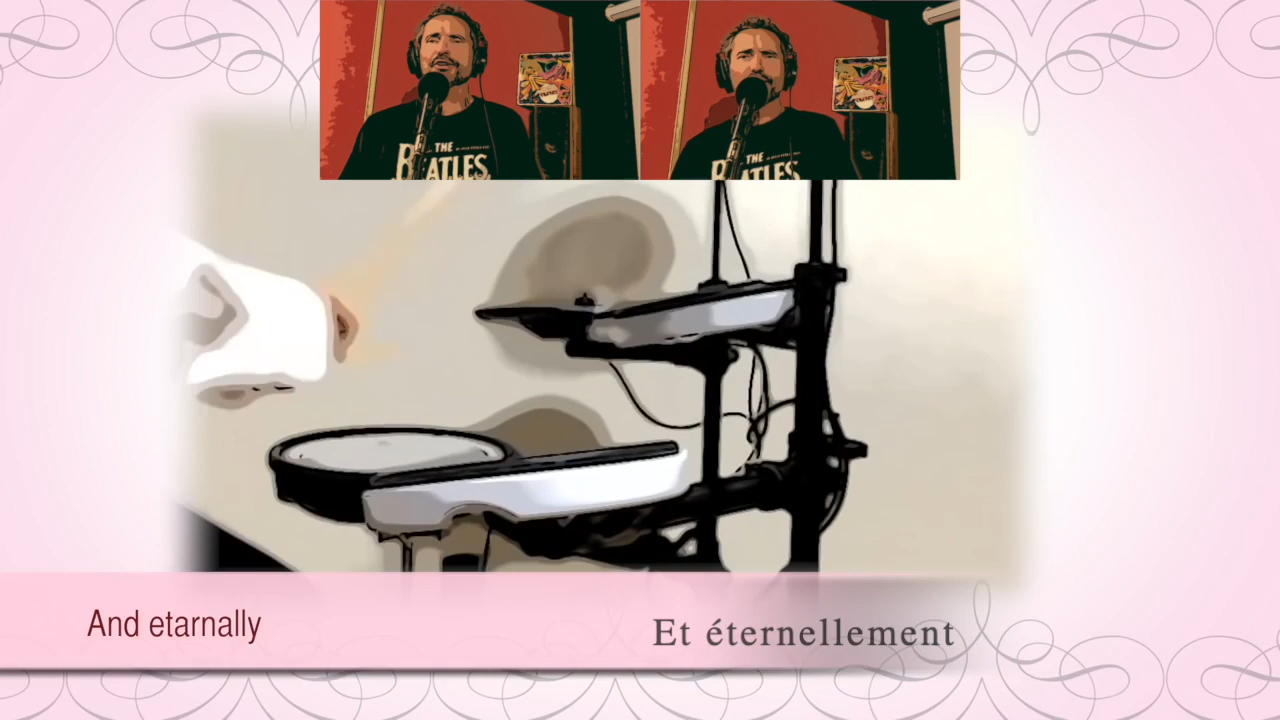 THE
BEATLES
THE
BEATLES
And etarnally
Et éternellement